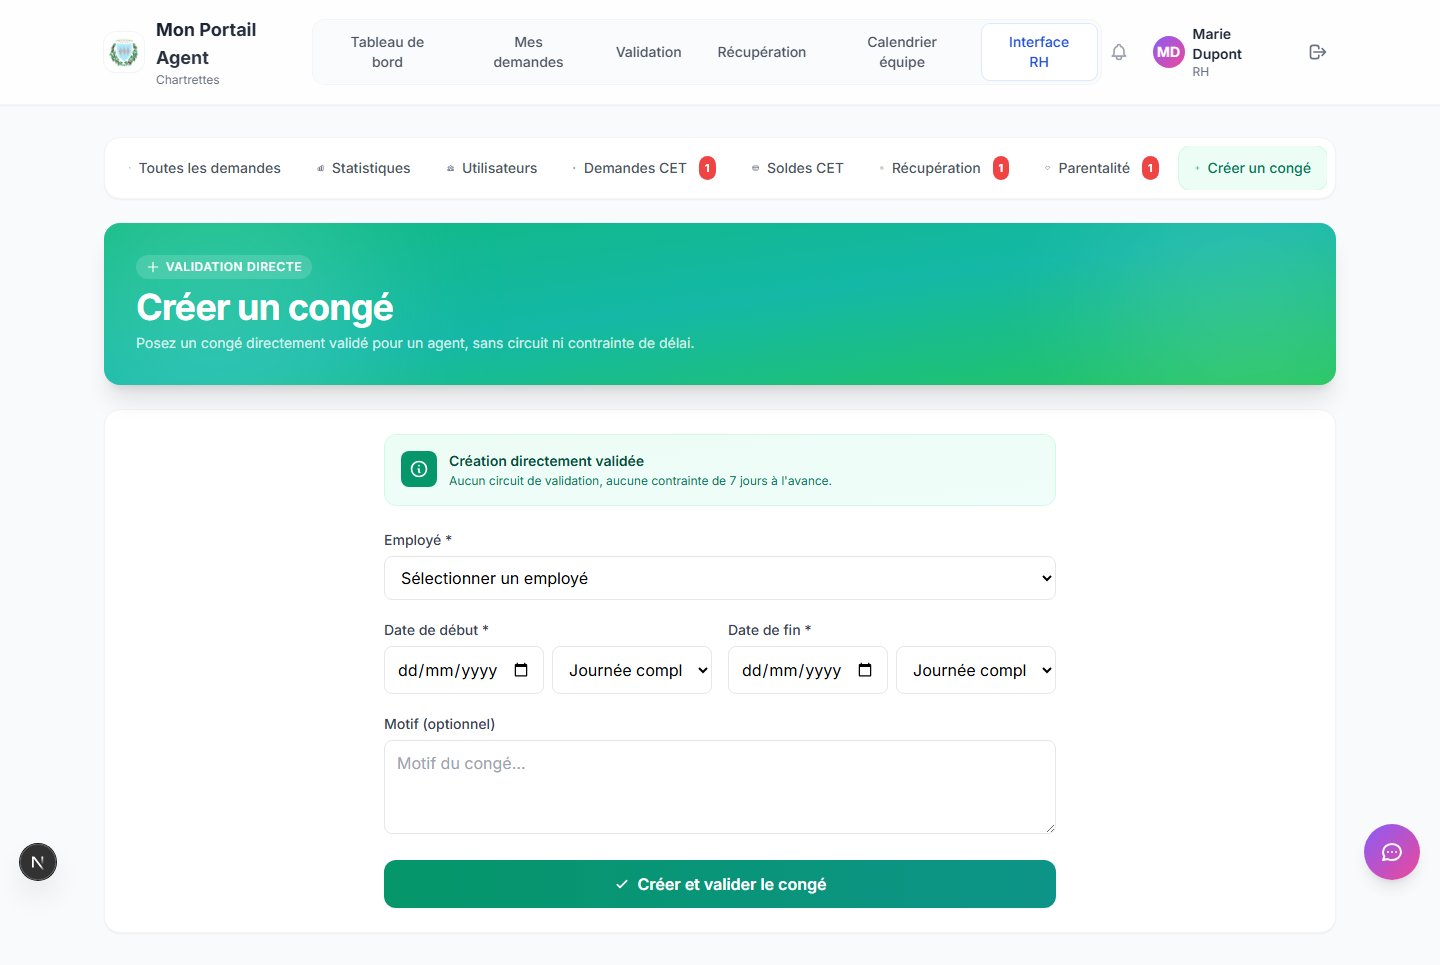 Mon Portail
Agent
Chartrettes
Tableau de
bord
Mes
demandes
Validation
Récupération
Calendrier
équipe
Interface
RH
MD
Marie
Dupont
RH
Toutes les demandes
Statistiques
Utilisateurs
Demandes CET 1
Soldes CET
Récupération 1
Parentalité 1
Créer un congé
VALIDATION DIRECTE
Créer un congé
Posez un congé directement validé pour un agent, sans circuit ni contrainte de délai.
Création directement validée
Aucun circuit de validation, aucune contrainte de 7 jours à l'avance.
Employé *
Sélectionner un employé
Date de début *
Date de fin *
dd/mm/yyyy
Journée compl
dd/mm/yyyy
Journée compl
Motif (optionnel)
Motif du congé...
N
Créer et valider le congé